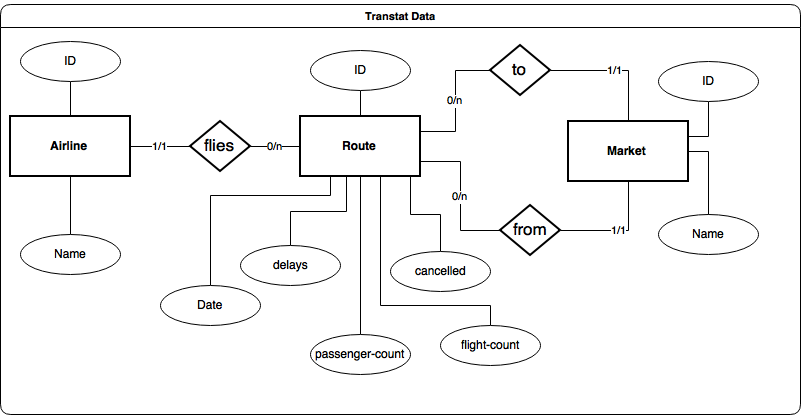 Transtat Data
ID
ID
to
1/1
ID
0/n
Airline
1/1
flies
0/n
Route
Market
0/n
from
1/1
Name
Name
delays
cancelled
Date
passenger-count
flight-count